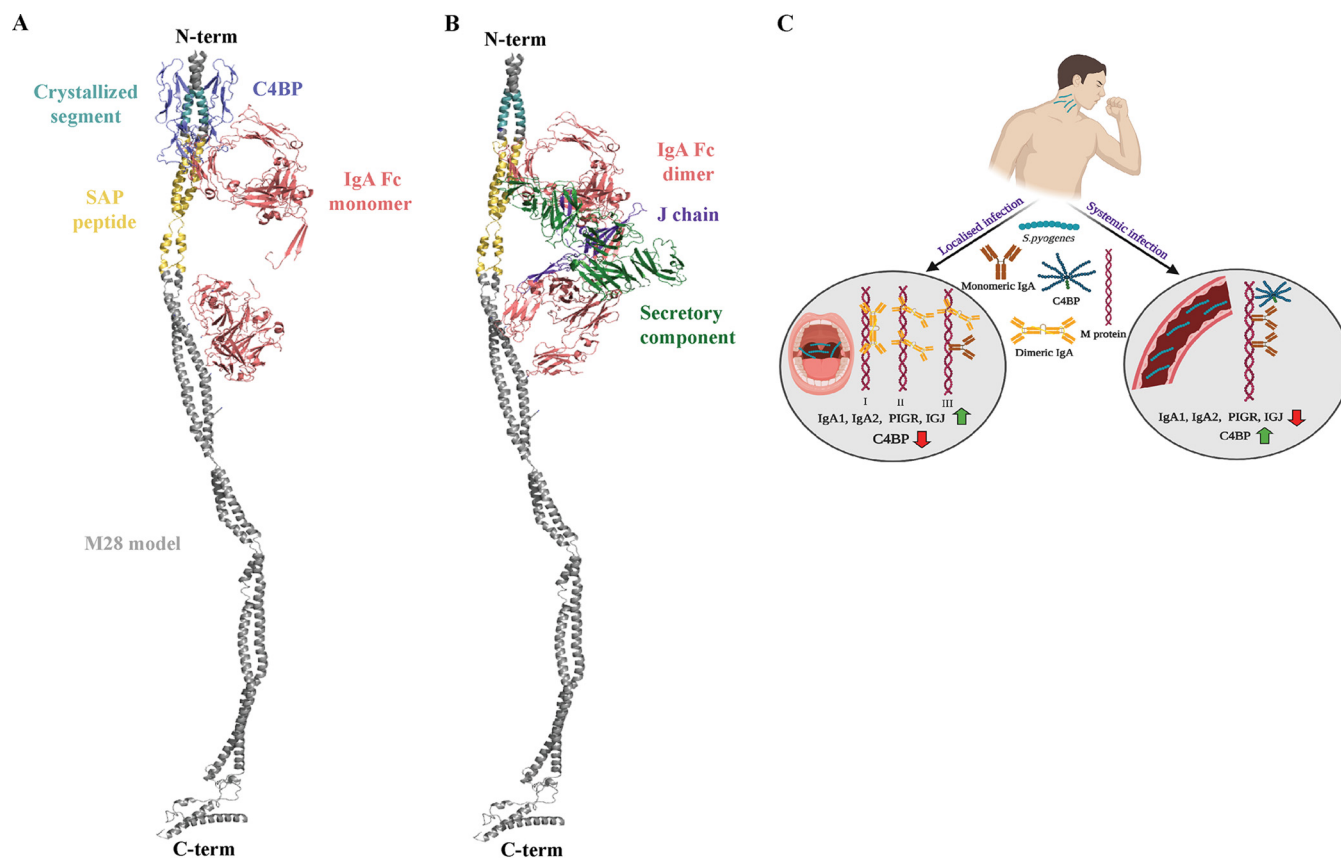 A
N-term
Crystallized
segment
C4BP
SAP
peptide
IgA Fc
monomer
M28 model
C-term
B
N-term
IgA Fc
dimer
J chain
Secretory
component
C-term
C
Localised infection
Systemic infection
S.pyogenes
Monomeric IgA
C4BP
M protein
Dimeric IgA
I
II
III
IgA1, IgA2, PIGR, IGJ
C4BP
IgA1, IgA2, PIGR, IGJ
C4BP